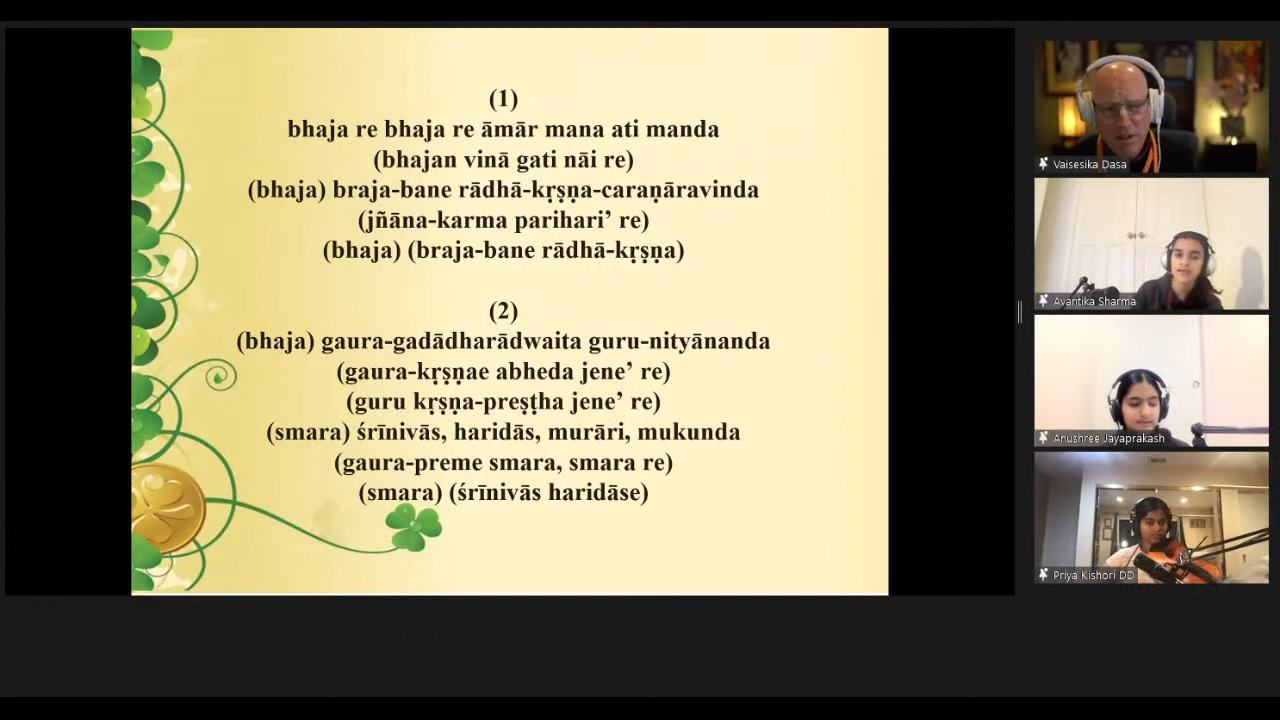 (1)
bhaja re bhaja re āmār mana ati manda
(bhajan vinā gati nāi re)
(bhaja) braja-bane rādhā-kṛṣṇa-caraṇāravinda
(jñāna-karma parihari’ re)
(bhaja) (braja-bane rādhā-kṛṣṇa)
(2)
(bhaja) gaura-gadādharādwaita guru-nityānanda
(gaura-kṛṣṇae abheda jene’ re)
(guru kṛṣṇa-preṣṭha jene’ re)
(smara) śrīnivās, haridās, murāri, mukunda
(gaura-preme smara, smara re)
(smara) (śrīnivās haridāse)
Vaisesika Dasa
Avantika Sharma
Anushree Jayaprakash
Priya Kishori DD